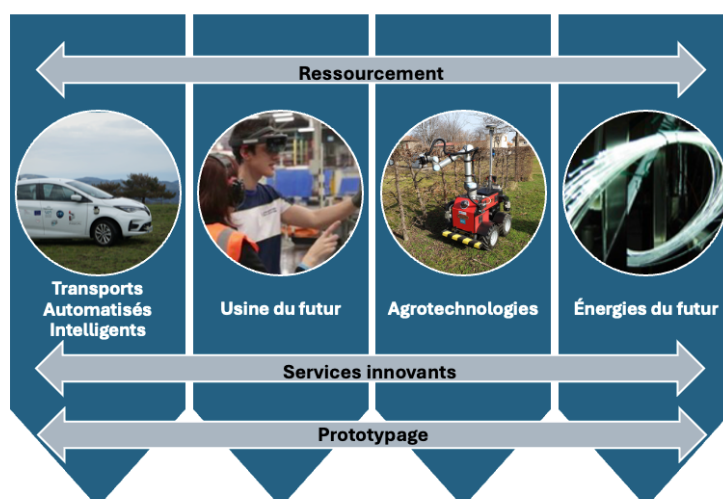 Ressourcement
Transports
Automatisés
Intelligents
Usine du futur
Agrotechnologies
Énergies du futur
Services innovants
Prototypage